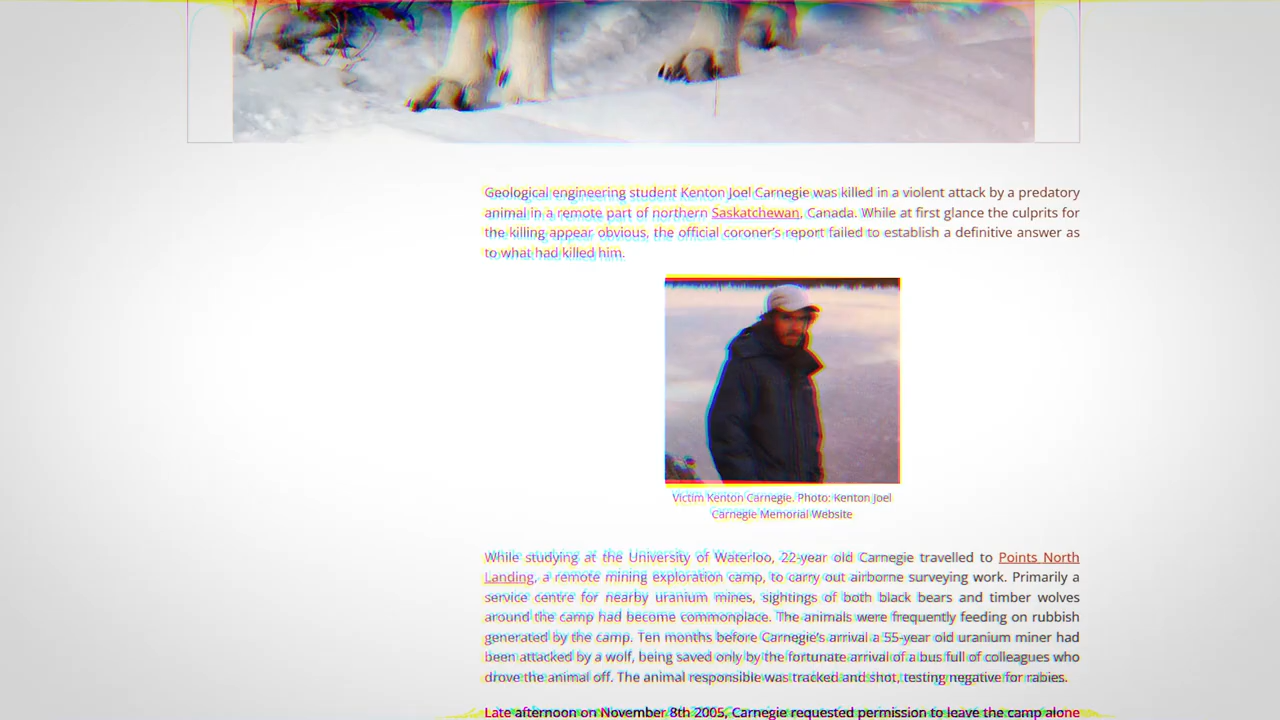 Geological engineering student Kenton Joel Carnegie was killed in a violent attack by a predatory
animal in a remote part of northern Saskatchewan, Canada. While at first glance the culprits for
the killing appear obvious, the official coroner's report failed to establish a definitive answer as
to what had killed him.
Victim Kenton Carnegie. Photo: Kenton Joel
Carnegie Memorial Website
While studying at the University of Waterloo, 22-year old Carnegie travelled to Points North
Landing, a remote mining exploration camp, to carry out airborne surveying work. Primarily a
service centre for nearby uranium mines, sightings of both black bears and timber wolves
around the camp had become commonplace. The animals were frequently feeding on rubbish
generated by the camp. Ten months before Carnegie's arrival a 55-year old uranium miner had
been attacked by a wolf, being saved only by the fortunate arrival of a bus full of colleagues who
drove the animal off. The animal responsible was tracked and shot, testing negative for rabies.
Late afternoon on November 8th 2005, Carnegie requested permission to leave the camp alone